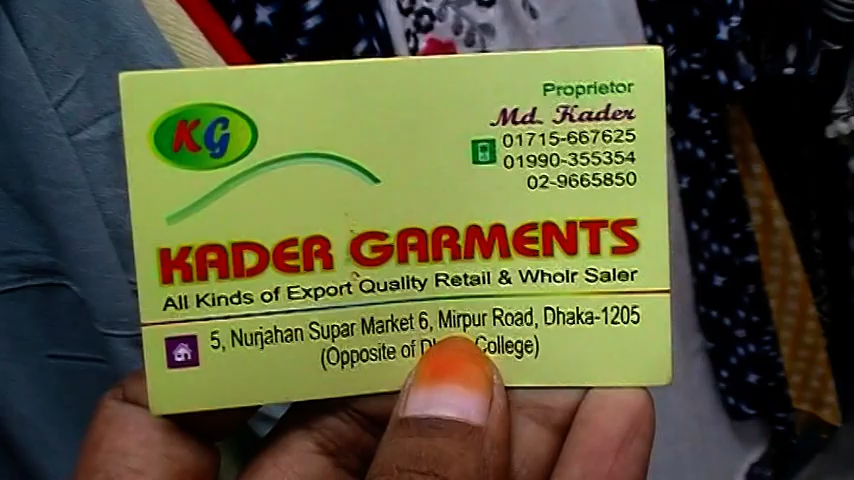 KG
Proprietor
Md. Kader
01715-667625
01990-355354
02-9665850
KADER GARMENTS
All Kinds of Export Quality Retail & Wholr Saler
5, Nurjahan Supar Market 6, Mirpur Road, Dhaka-1205
(Opposite of College)